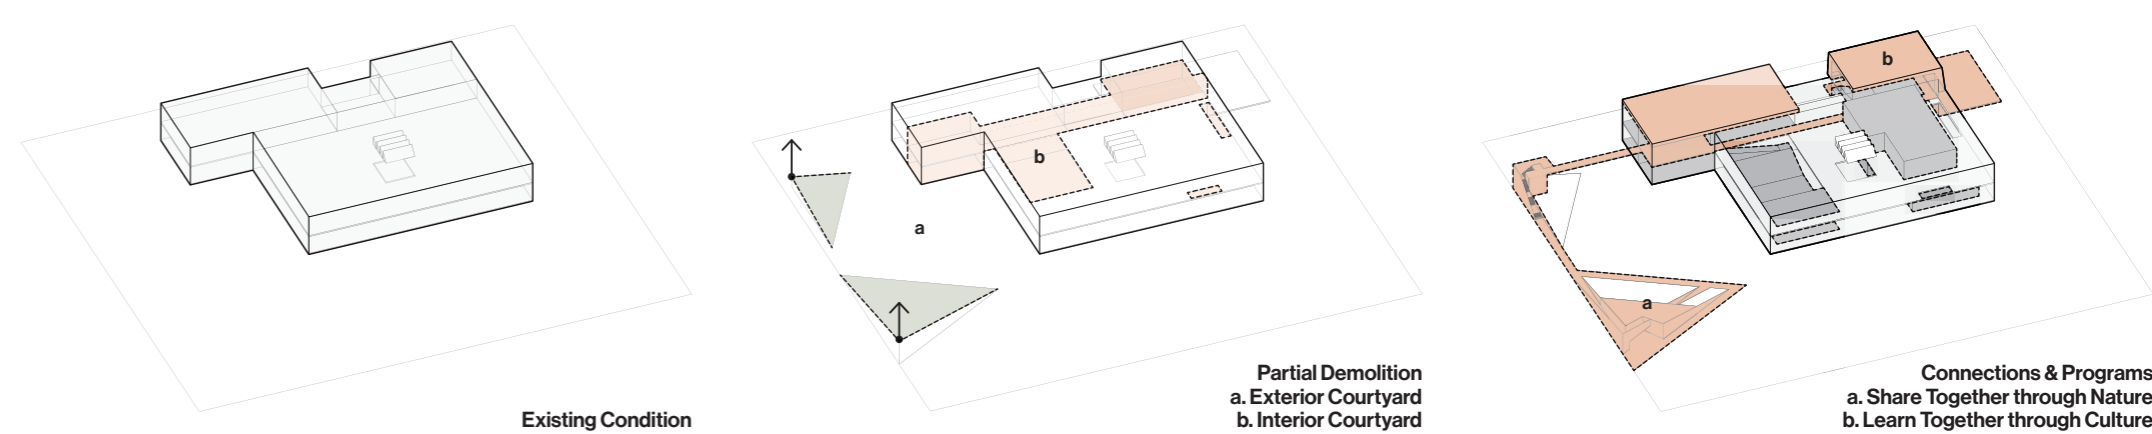 Existing Condition
a
b
Partial Demolition
a. Exterior Courtyard
b. Interior Courtyard
b
a
Connections & Programs
a. Share Together through Nature
b. Learn Together through Culture